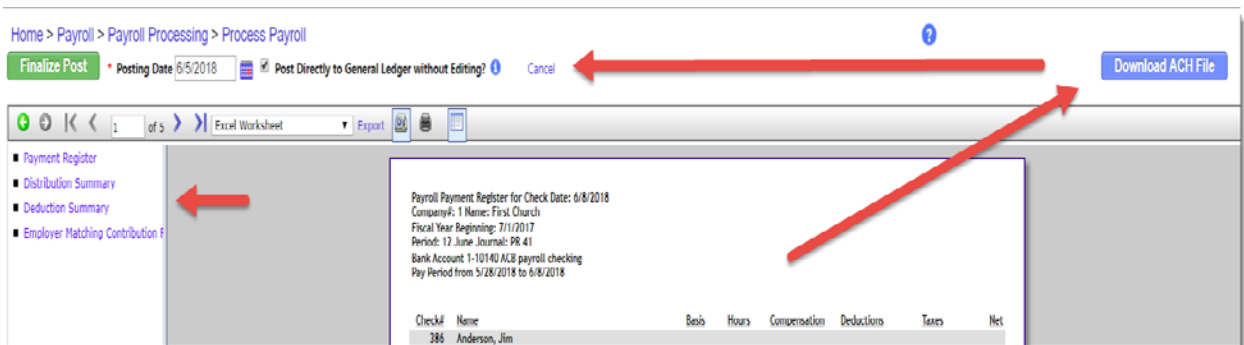 Home > Payroll > Payroll Processing > Process Payroll
?
Finalize Post * Posting Date 6/5/2018 Post Directly to General Ledger without Editing? Cancel
Download ACH File
1 of 5 Excel Worksheet Export
Payment Register
Distribution Summary
Deduction Summary
Employer Matching Contribution
Payroll Payment Register for Check Date: 6/8/2018
Company#: 1 Name: First Church
Fiscal Year Beginning: 7/1/2017
Period: 12 June Journal: PR 41
Bank Account 1-10140 ACB payroll checking
Pay Period from 5/28/2018 to 6/8/2018
Check# Name Basis Hours Compensation Deductions Taxes Net
386 Anderson, Jim